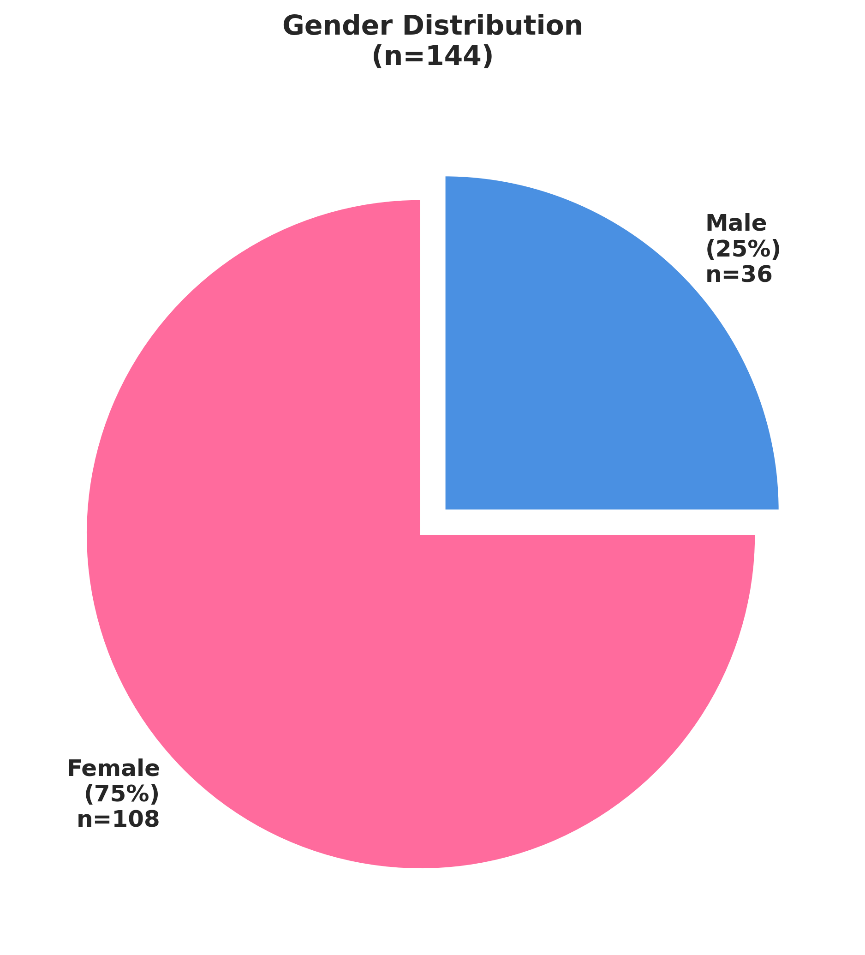 Gender Distribution
(n=144)
Male
(25%)
n=36
Female
(75%)
n=108